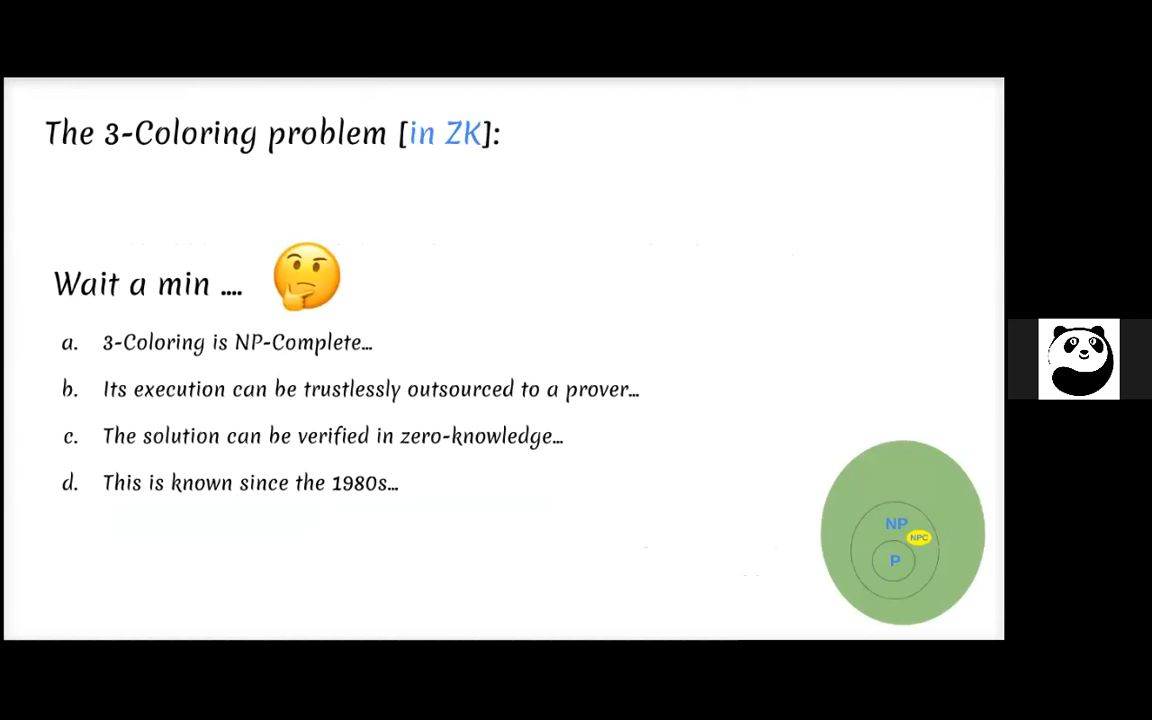 The 3-Coloring problem [in ZK]:
Wait a min ....
a. 3-Coloring is NP-Complete...
b. Its execution can be trustlessly outsourced to a prover...
c. The solution can be verified in zero-knowledge...
d. This is known since the 1980s...
NP
NPC
P